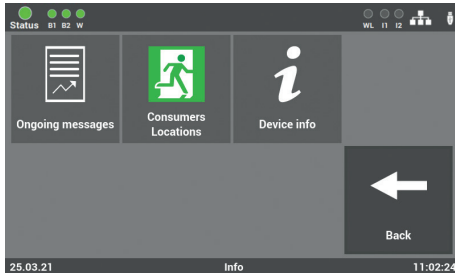 Status B1 B2 W WL I1 I2
Ongoing messages
Consumers
Locations
Device info
Back
25.03.21 Info 11:02:24